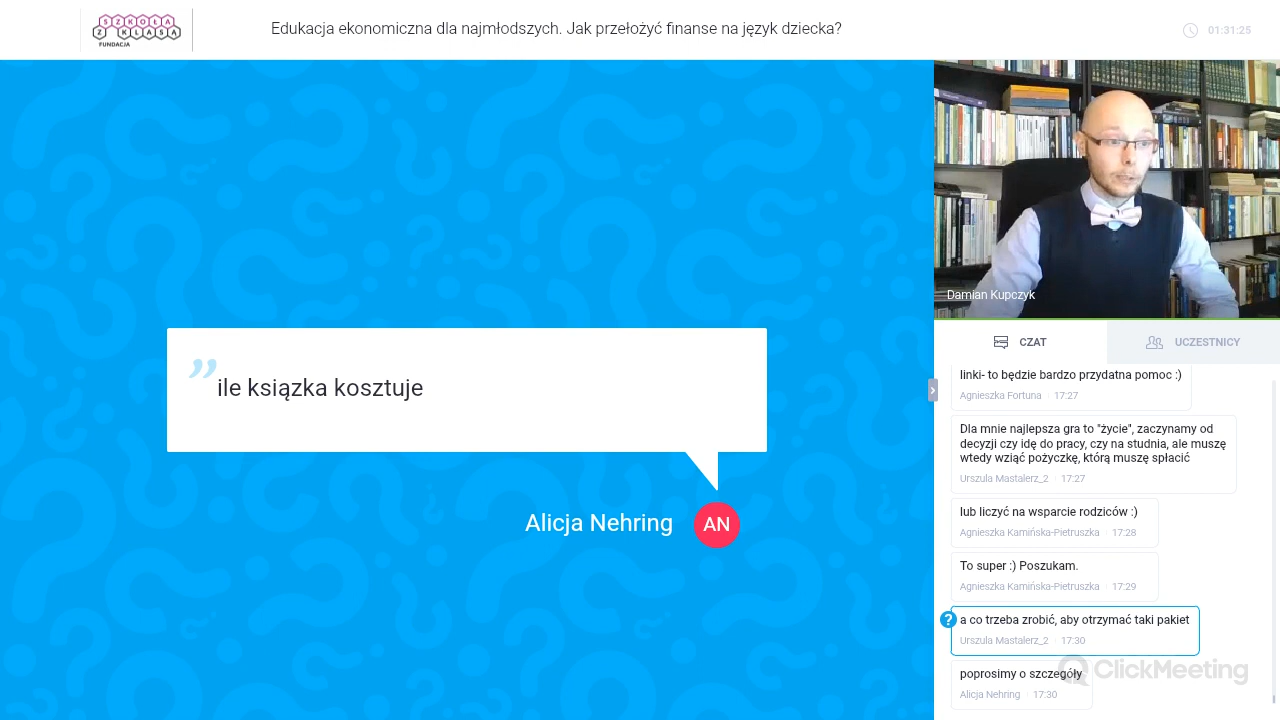 SZKOŁA
Z KLASĄ
FUNDACJA
Edukacja ekonomiczna dla najmłodszych. Jak przełożyć finanse na język dziecka?
01:31:25
” ile książka kosztuje
Alicja Nehring
AN
Damian Kupczyk
CZAT
UCZESTNICY
linki- to będzie bardzo przydatna pomoc :)
Agnieszka Fortuna 17:27
Dla mnie najlepsza gra to "życie", zaczynamy od
decyzji czy idę do pracy, czy na studnia, ale muszę
wtedy wziąć pożyczkę, którą muszę spłacić
Urszula Mastalerz_2 17:27
lub liczyć na wsparcie rodziców :)
Agnieszka Kamińska-Pietruszka 17:28
To super :) Poszukam.
Agnieszka Kamińska-Pietruszka 17:29
? a co trzeba zrobić, aby otrzymać taki pakiet
Urszula Mastalerz_2 17:30
poprosimy o szczegóły
Alicja Nehring 17:30
ClickMeeting